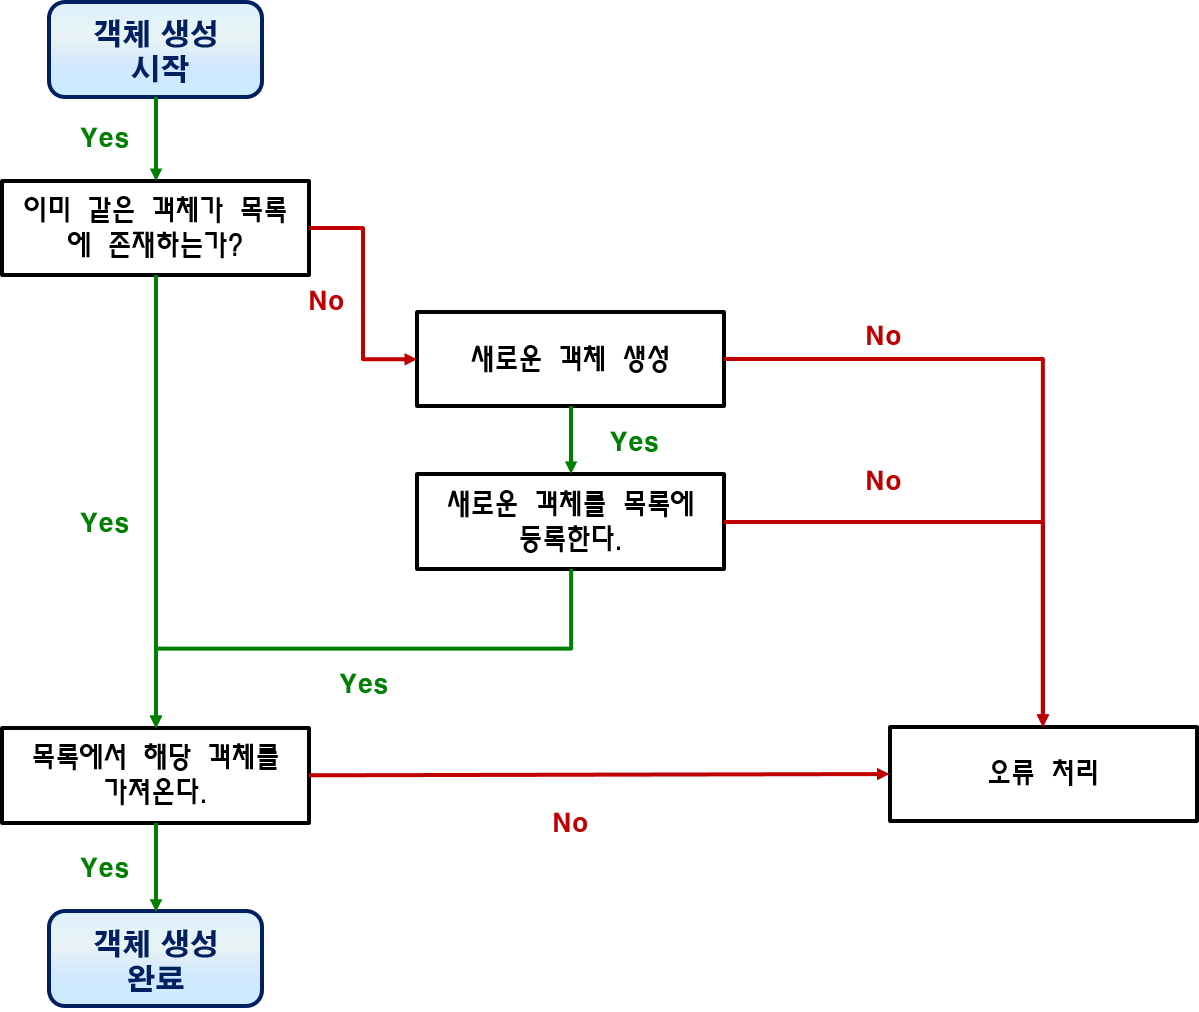 객체 생성
시작
Yes
이미 같은 객체가 목록
에 존재하는가?
No
새로운 객체 생성
No
Yes
새로운 객체를 목록에
등록한다.
No
Yes
Yes
목록에서 해당 객체를
가져온다.
No
오류 처리
Yes
객체 생성
완료